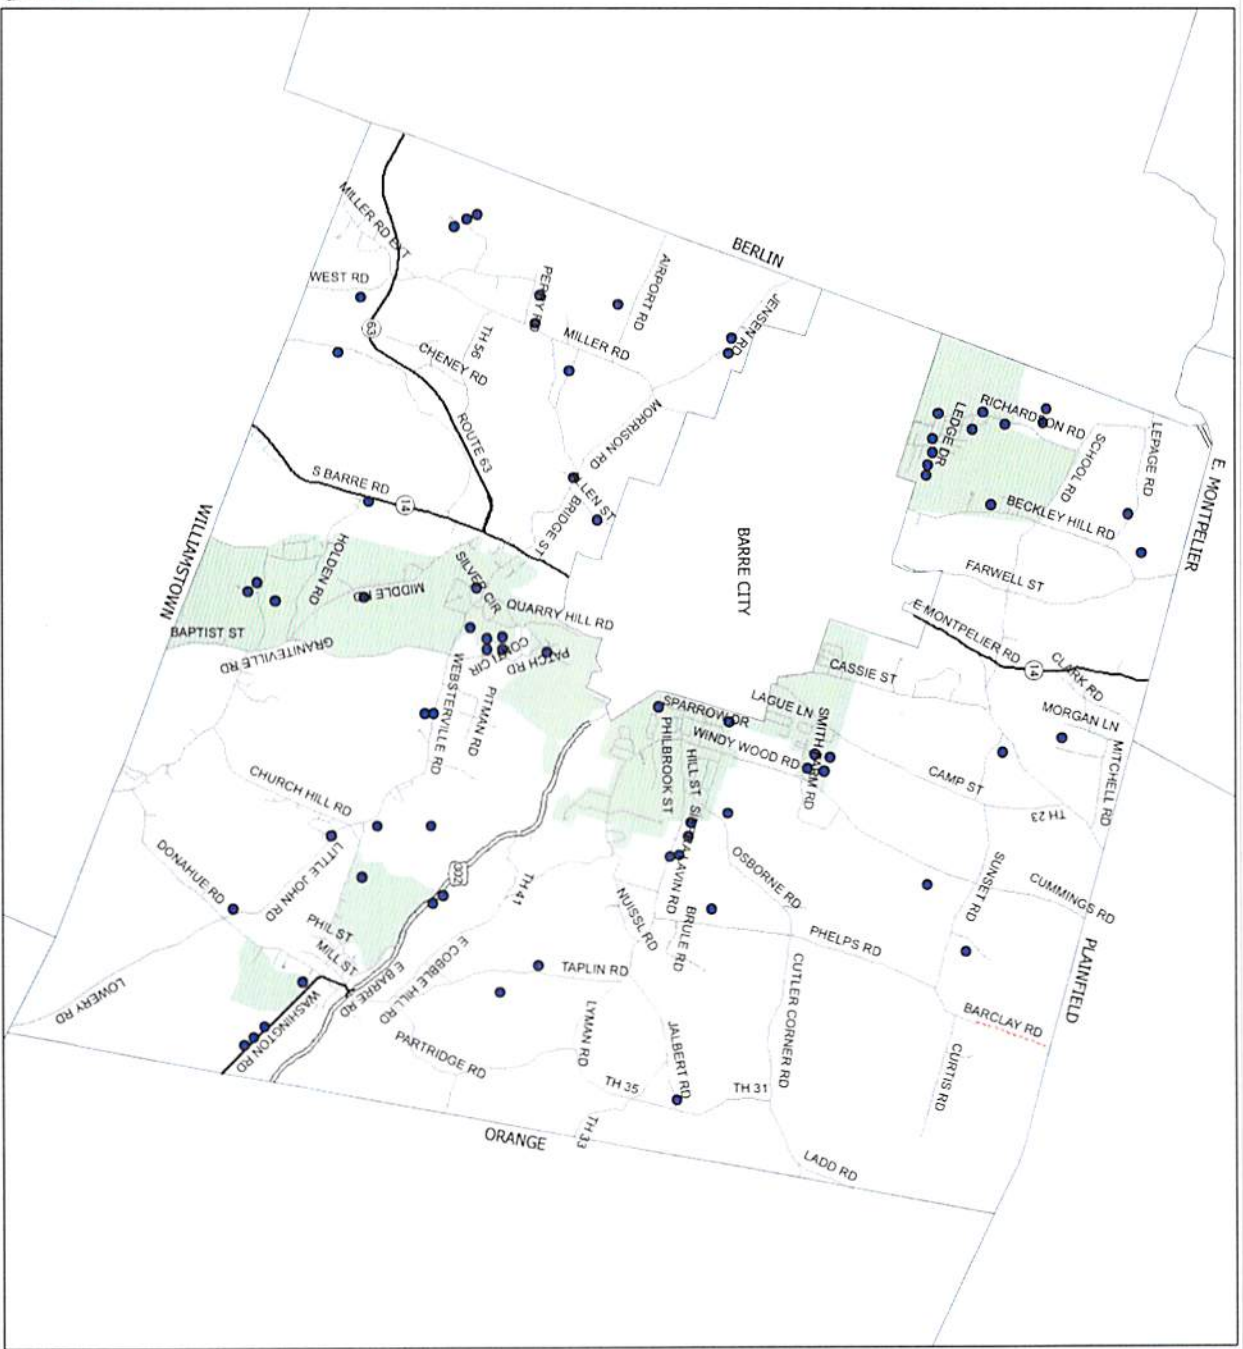 BERLIN
MILLER RD EXT
WEST RD
63
PERRY RD
AIRPORT RD
JENSEN RD
TH 56
MILLER RD
CHENEY RD
ROUTE 63
MORRISON RD
RICHARDSON RD
LEDGE DR
SCHOOL RD
LEPAGE RD
E. MONTPELIER
S BARRE RD
14
ALLEN ST
BRIDGE ST
BECKLEY HILL RD
WILLIAMSTOWN
HOLDEN RD
MIDDLE RD
SILVER CIR
QUARRY HILL RD
BARRE CITY
FARWELL ST
E MONTPELIER RD
14
BAPTIST ST
GRANITEVILLE RD
CONTI CIR
PATCH RD
CASSIE ST
CLARK RD
WEBSTERVILLE RD
PITMAN RD
SPARROW DR
LAGUE LN
SMITH FARM RD
MORGAN LN
PHILBROOK ST
HILL ST
WINDY WOOD RD
MITCHELL RD
CHURCH HILL RD
CAMP ST
TH 23
LITTLE JOHN RD
DONAHUE RD
302
TH 41
OSBORNE RD
SUNSET RD
CUMMINGS RD
PHIL ST
MILL ST
NUISSL RD
BRULE RD
PHELPS RD
PLAINFIELD
LOWERY RD
WASHINGTON RD
E BARRE RD
E COBBLE HILL RD
TAPLIN RD
CUTLER CORNER RD
BARCLAY RD
PARTRIDGE RD
LYMAN RD
JALBERT RD
CURTIS RD
TH 35
TH 31
TH 33
ORANGE
LADD RD